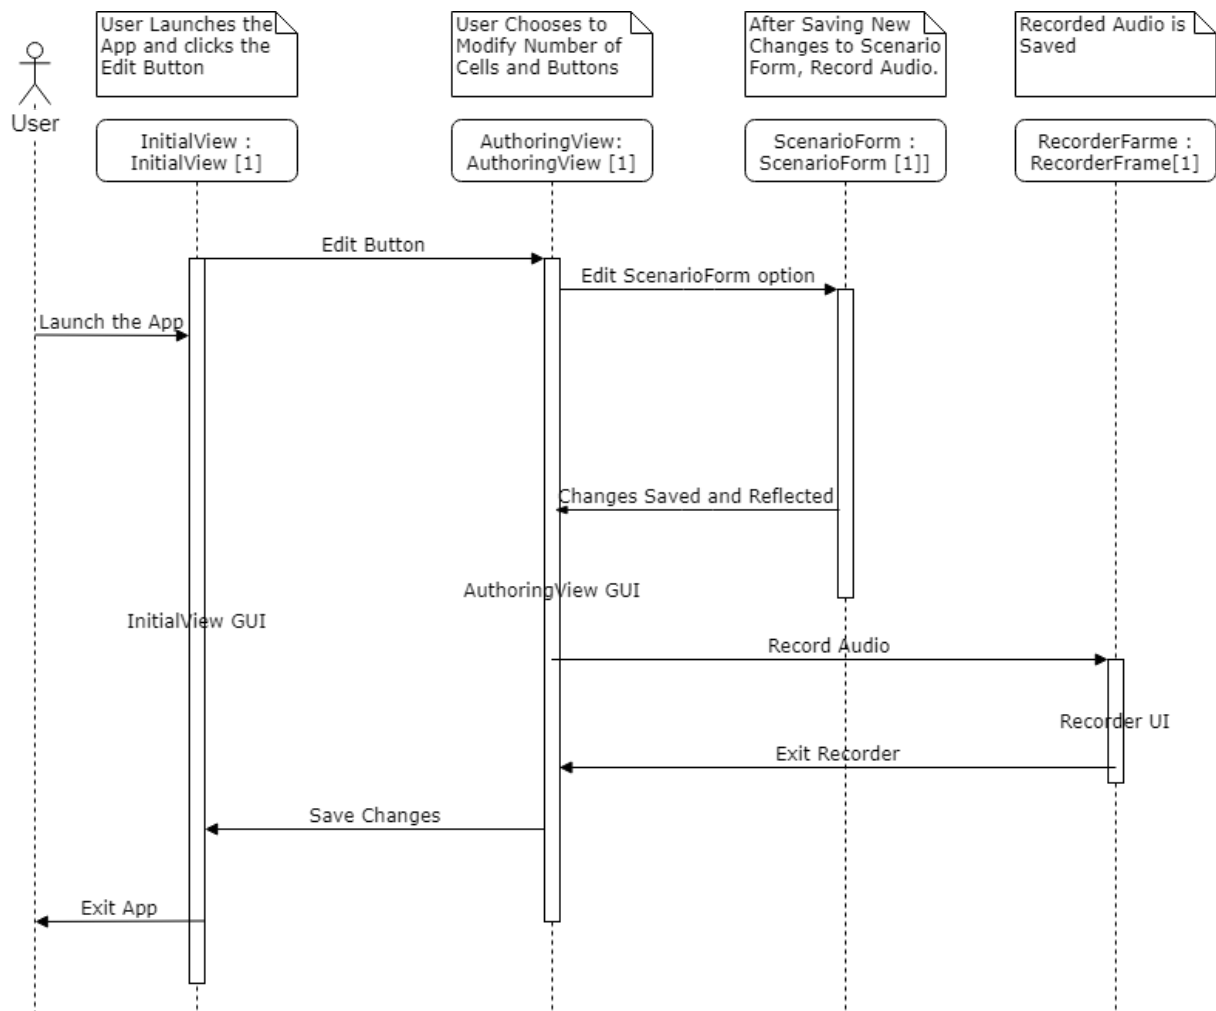 User Launches the
App and clicks the
Edit Button
User Chooses to
Modify Number of
Cells and Buttons
After Saving New
Changes to Scenario
Form, Record Audio.
Recorded Audio is
Saved
User
InitialView :
InitialView [1]
AuthoringView:
AuthoringView [1]
ScenarioForm :
ScenarioForm [1]]
RecorderFarme :
RecorderFrame[1]
Edit Button
Edit ScenarioForm option
Launch the App
Changes Saved and Reflected
AuthoringView GUI
InitialView GUI
Record Audio
Recorder UI
Exit Recorder
Save Changes
Exit App